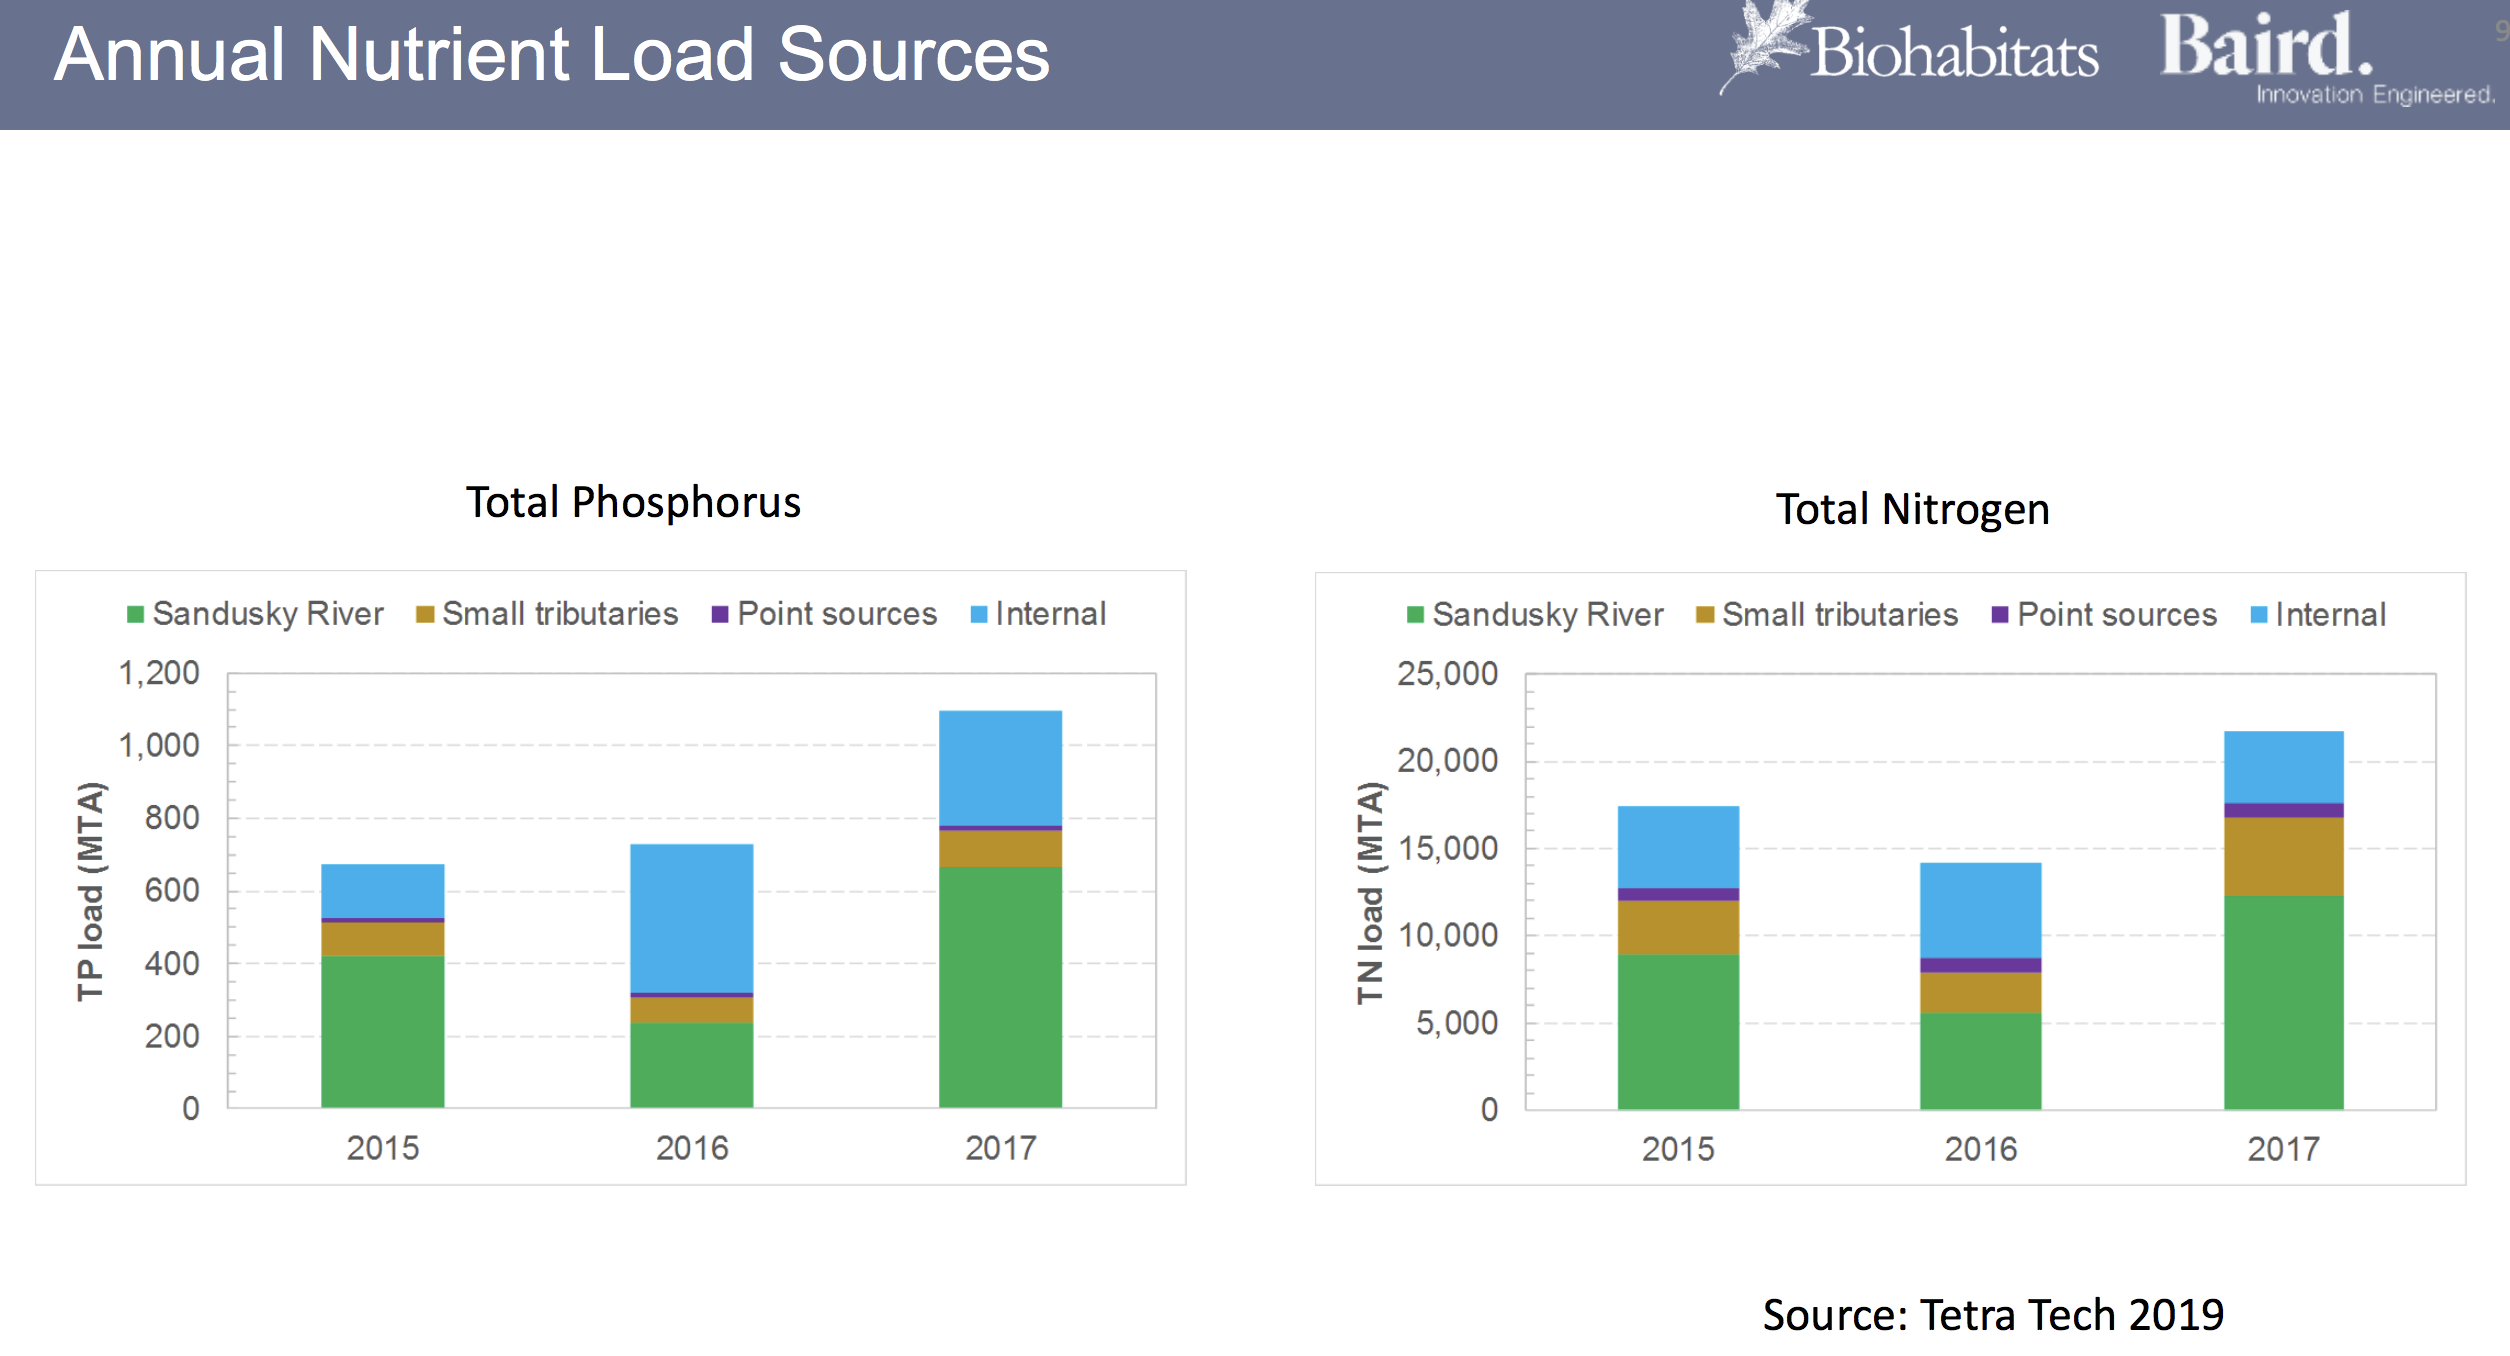 Annual Nutrient Load Sources
Biohabitats
Baird.
Innovation Engineered.
9
Total Phosphorus
Sandusky River Small tributaries Point sources Internal
1,200
1,000
800
600
400
200
0
TP load (MTA)
2015 2016 2017
Total Nitrogen
Sandusky River Small tributaries Point sources Internal
25,000
20,000
15,000
10,000
5,000
0
TN load (MTA)
2015 2016 2017
Source: Tetra Tech 2019